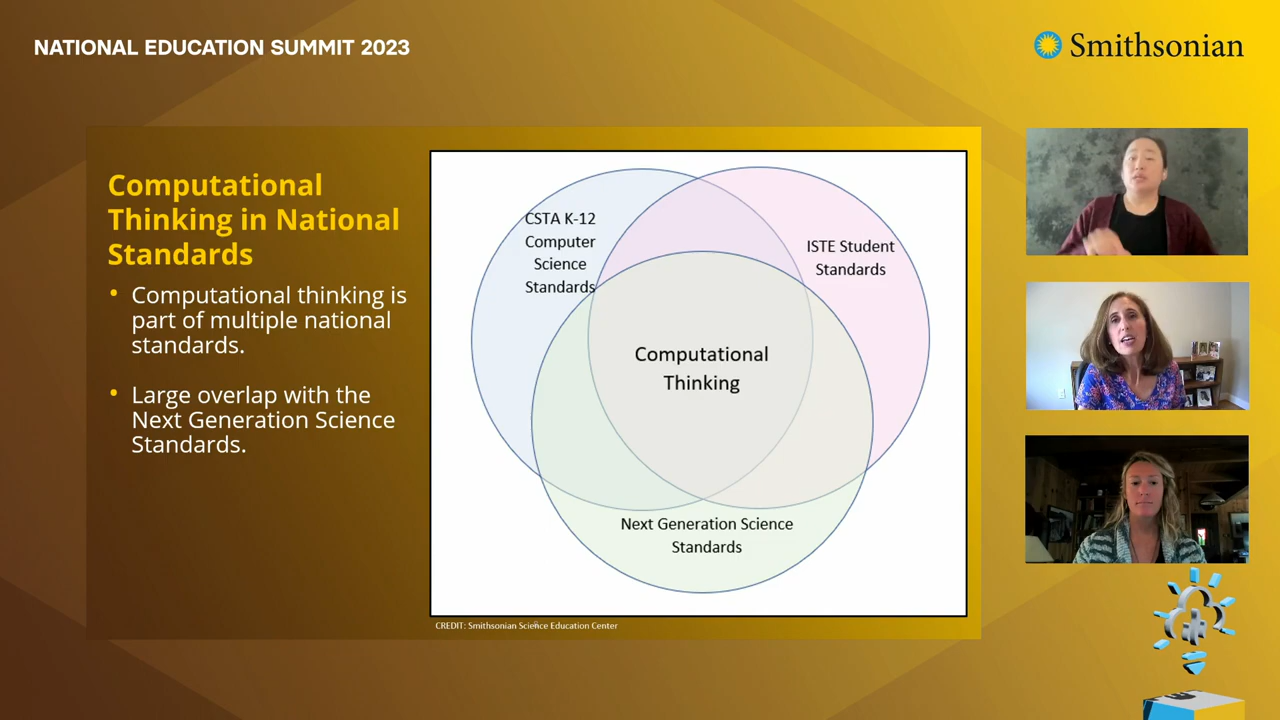 NATIONAL EDUCATION SUMMIT 2023
Smithsonian
Computational
Thinking in National
Standards
• Computational thinking is
part of multiple national
standards.
• Large overlap with the
Next Generation Science
Standards.
CSTA K-12
Computer
Science
Standards
ISTE Student
Standards
Computational
Thinking
Next Generation Science
Standards
CREDIT: Smithsonian Science Education Center